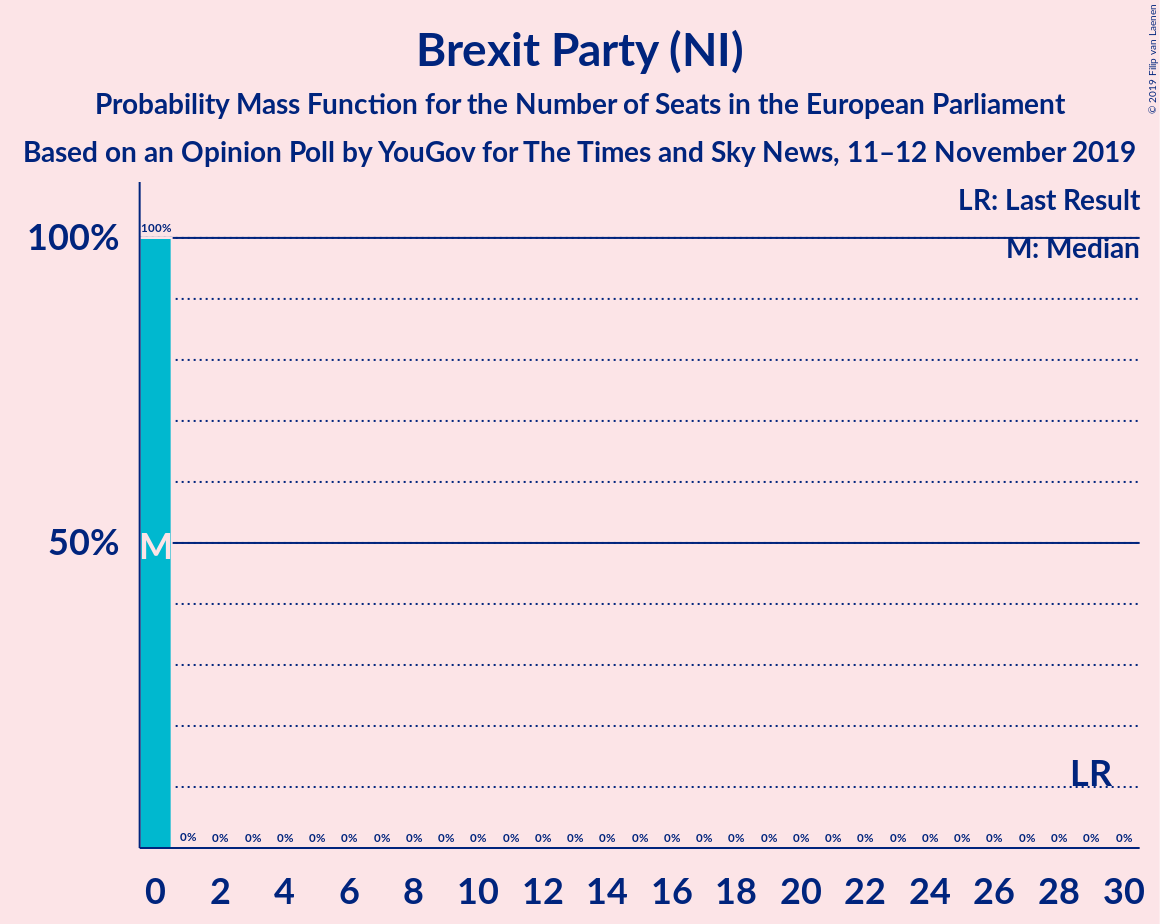 Brexit Party (NI)
Probability Mass Function for the Number of Seats in the European Parliament
Based on an Opinion Poll by YouGov for The Times and Sky News, 11–12 November 2019
© 2019 Filip van Laenen
LR: Last Result
M: Median
100%
100%
50%
M
LR
0% 0% 0% 0% 0% 0% 0% 0% 0% 0% 0% 0% 0% 0% 0% 0% 0% 0% 0% 0% 0% 0% 0% 0% 0% 0% 0% 0% 0% 0%
0 2 4 6 8 10 12 14 16 18 20 22 24 26 28 30